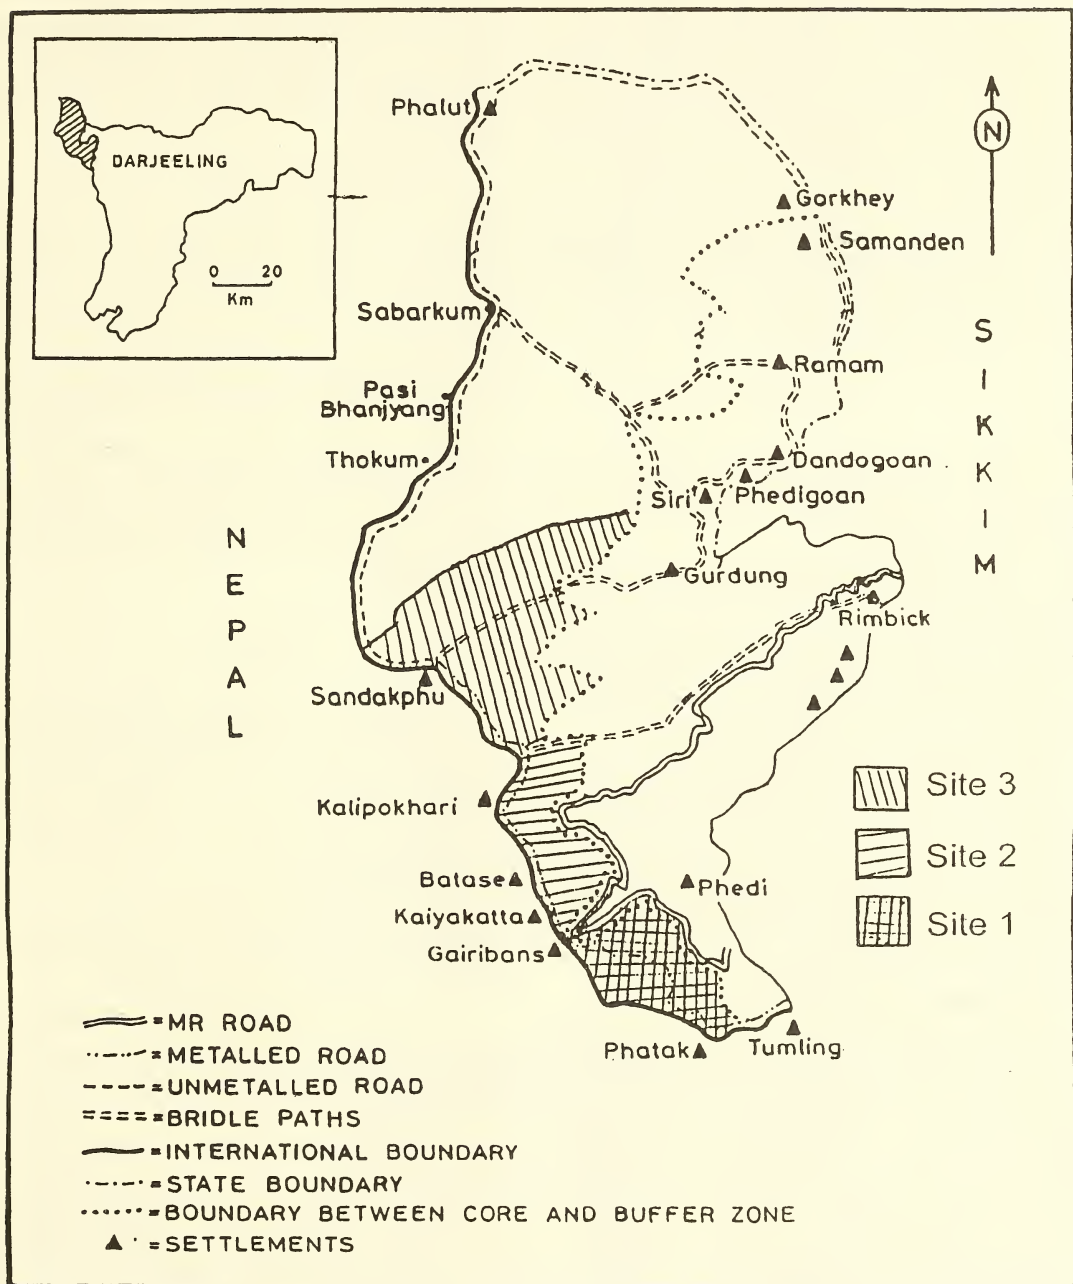 DARJEELING
0 20
Km
Phalut
N
Gorkhey
Samanden
Sabarkum
SIKKIM
Ramam
Pasi
Bhanjyang
Thokum
Dandogoan
Siri
Phedigoan
NEPAL
Gurdung
Rimbick
Sandakphu
Kalipokhari
Site 3
Site 2
Site 1
Batase
Phedi
Kaiyakatta
Gairibans
Phatak
Tumling
= MR ROAD
= METALLED ROAD
= UNMETALLED ROAD
= BRIDLE PATHS
= INTERNATIONAL BOUNDARY
= STATE BOUNDARY
= BOUNDARY BETWEEN CORE AND BUFFER ZONE
= SETTLEMENTS